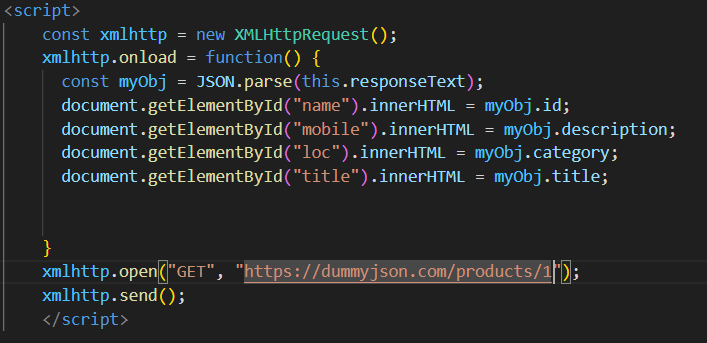 <script>
const xmlhttp = new XMLHttpRequest();
xmlhttp.onload = function() {
const myObj = JSON.parse(this.responseText);
document.getElementById("name").innerHTML = myObj.id;
document.getElementById("mobile").innerHTML = myObj.description;
document.getElementById("loc").innerHTML = myObj.category;
document.getElementById("title").innerHTML = myObj.title;
}
xmlhttp.open("GET", "https://dummyjson.com/products/1");
xmlhttp.send();
</script>